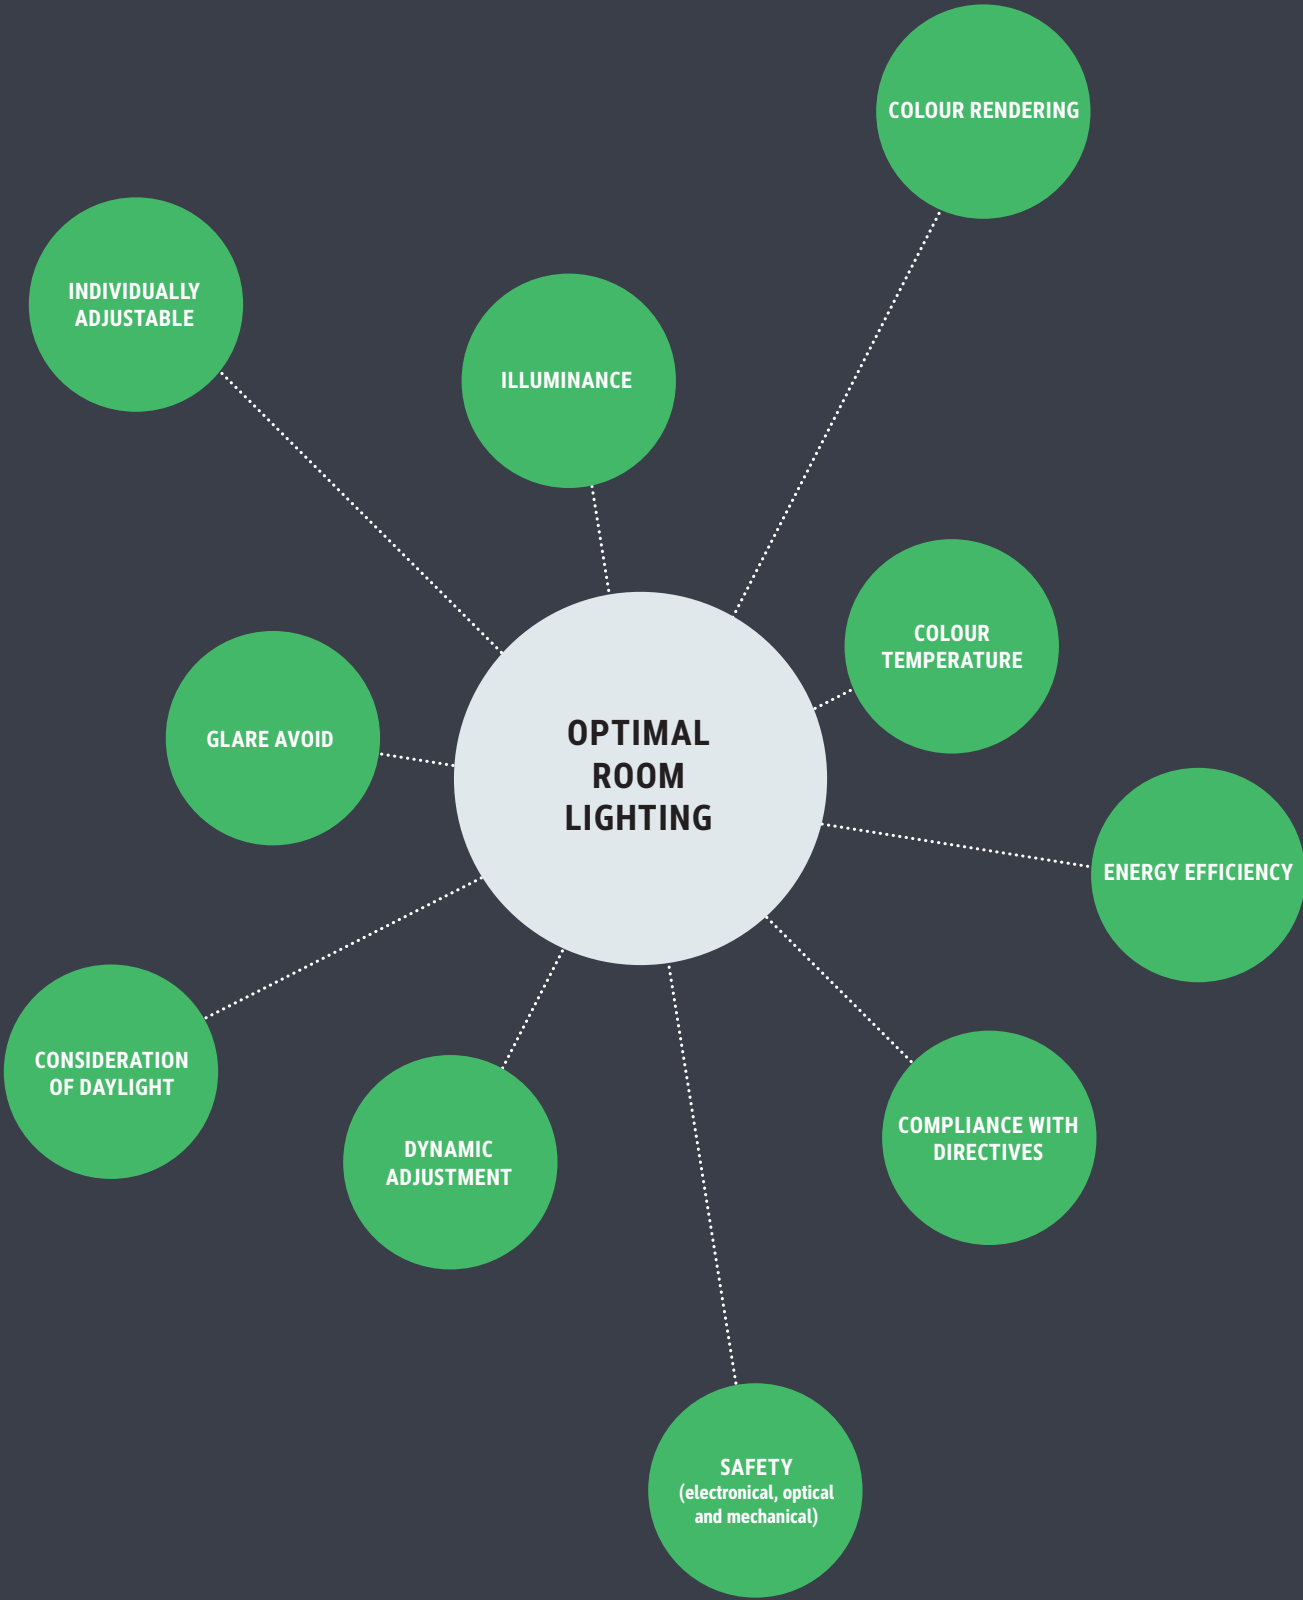 COLOUR RENDERING
INDIVIDUALLY
ADJUSTABLE
ILLUMINANCE
COLOUR
TEMPERATURE
GLARE AVOID
OPTIMAL
ROOM
LIGHTING
ENERGY EFFICIENCY
CONSIDERATION
OF DAYLIGHT
DYNAMIC
ADJUSTMENT
COMPLIANCE WITH
DIRECTIVES
SAFETY
(electronical, optical
and mechanical)